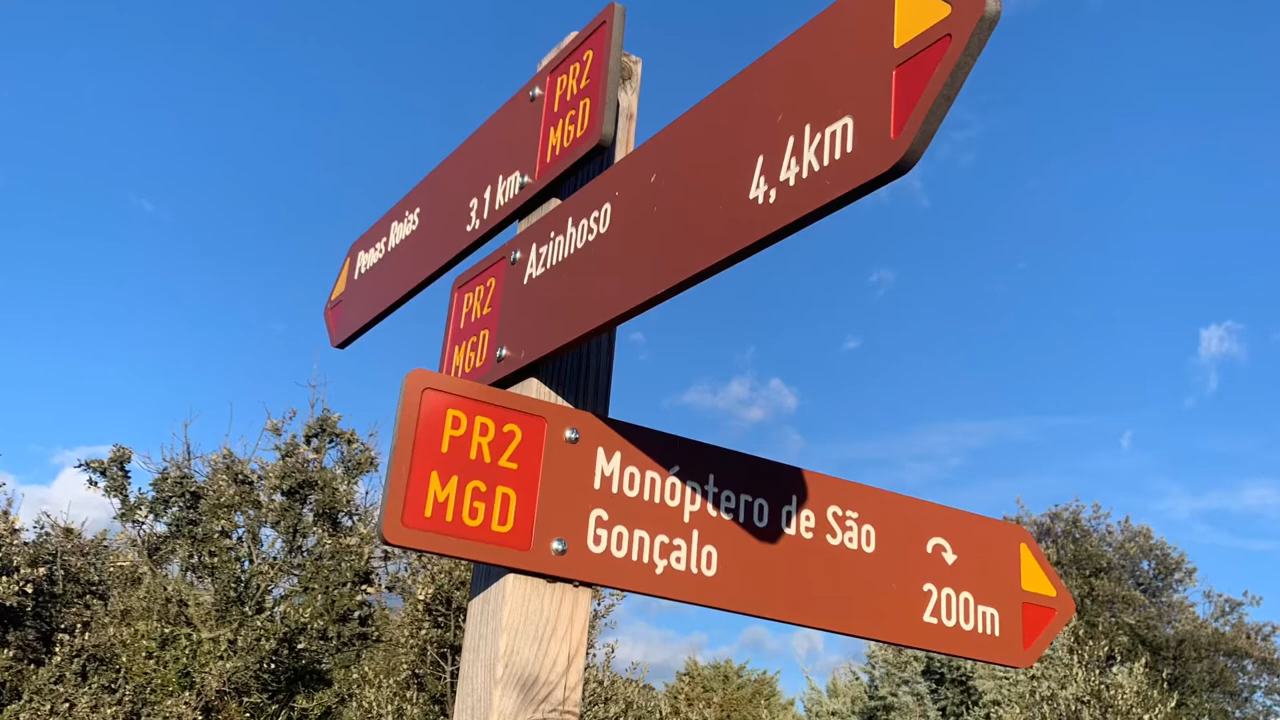 PR2
MGD
Penas Roias
3,1 km
PR2
MGD
Azinhoso
4,4km
PR2
MGD
Monóptero de São
Gonçalo
200m